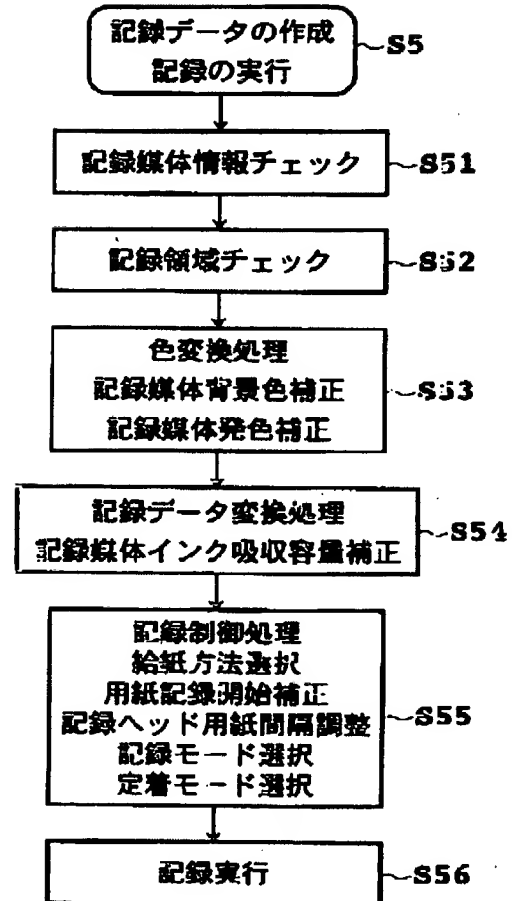 記録データの作成
記録の実行
S5
記録媒体情報チェック
S51
記録領域チェック
S52
色変換処理
記録媒体背景色補正
記録媒体発色補正
S53
記録データ変換処理
記録媒体インク吸収容量補正
S54
記録制御処理
給紙方法選択
用紙記録開始補正
記録ヘッド用紙間隔調整
記録モード選択
定着モード選択
S55
記録実行
S56